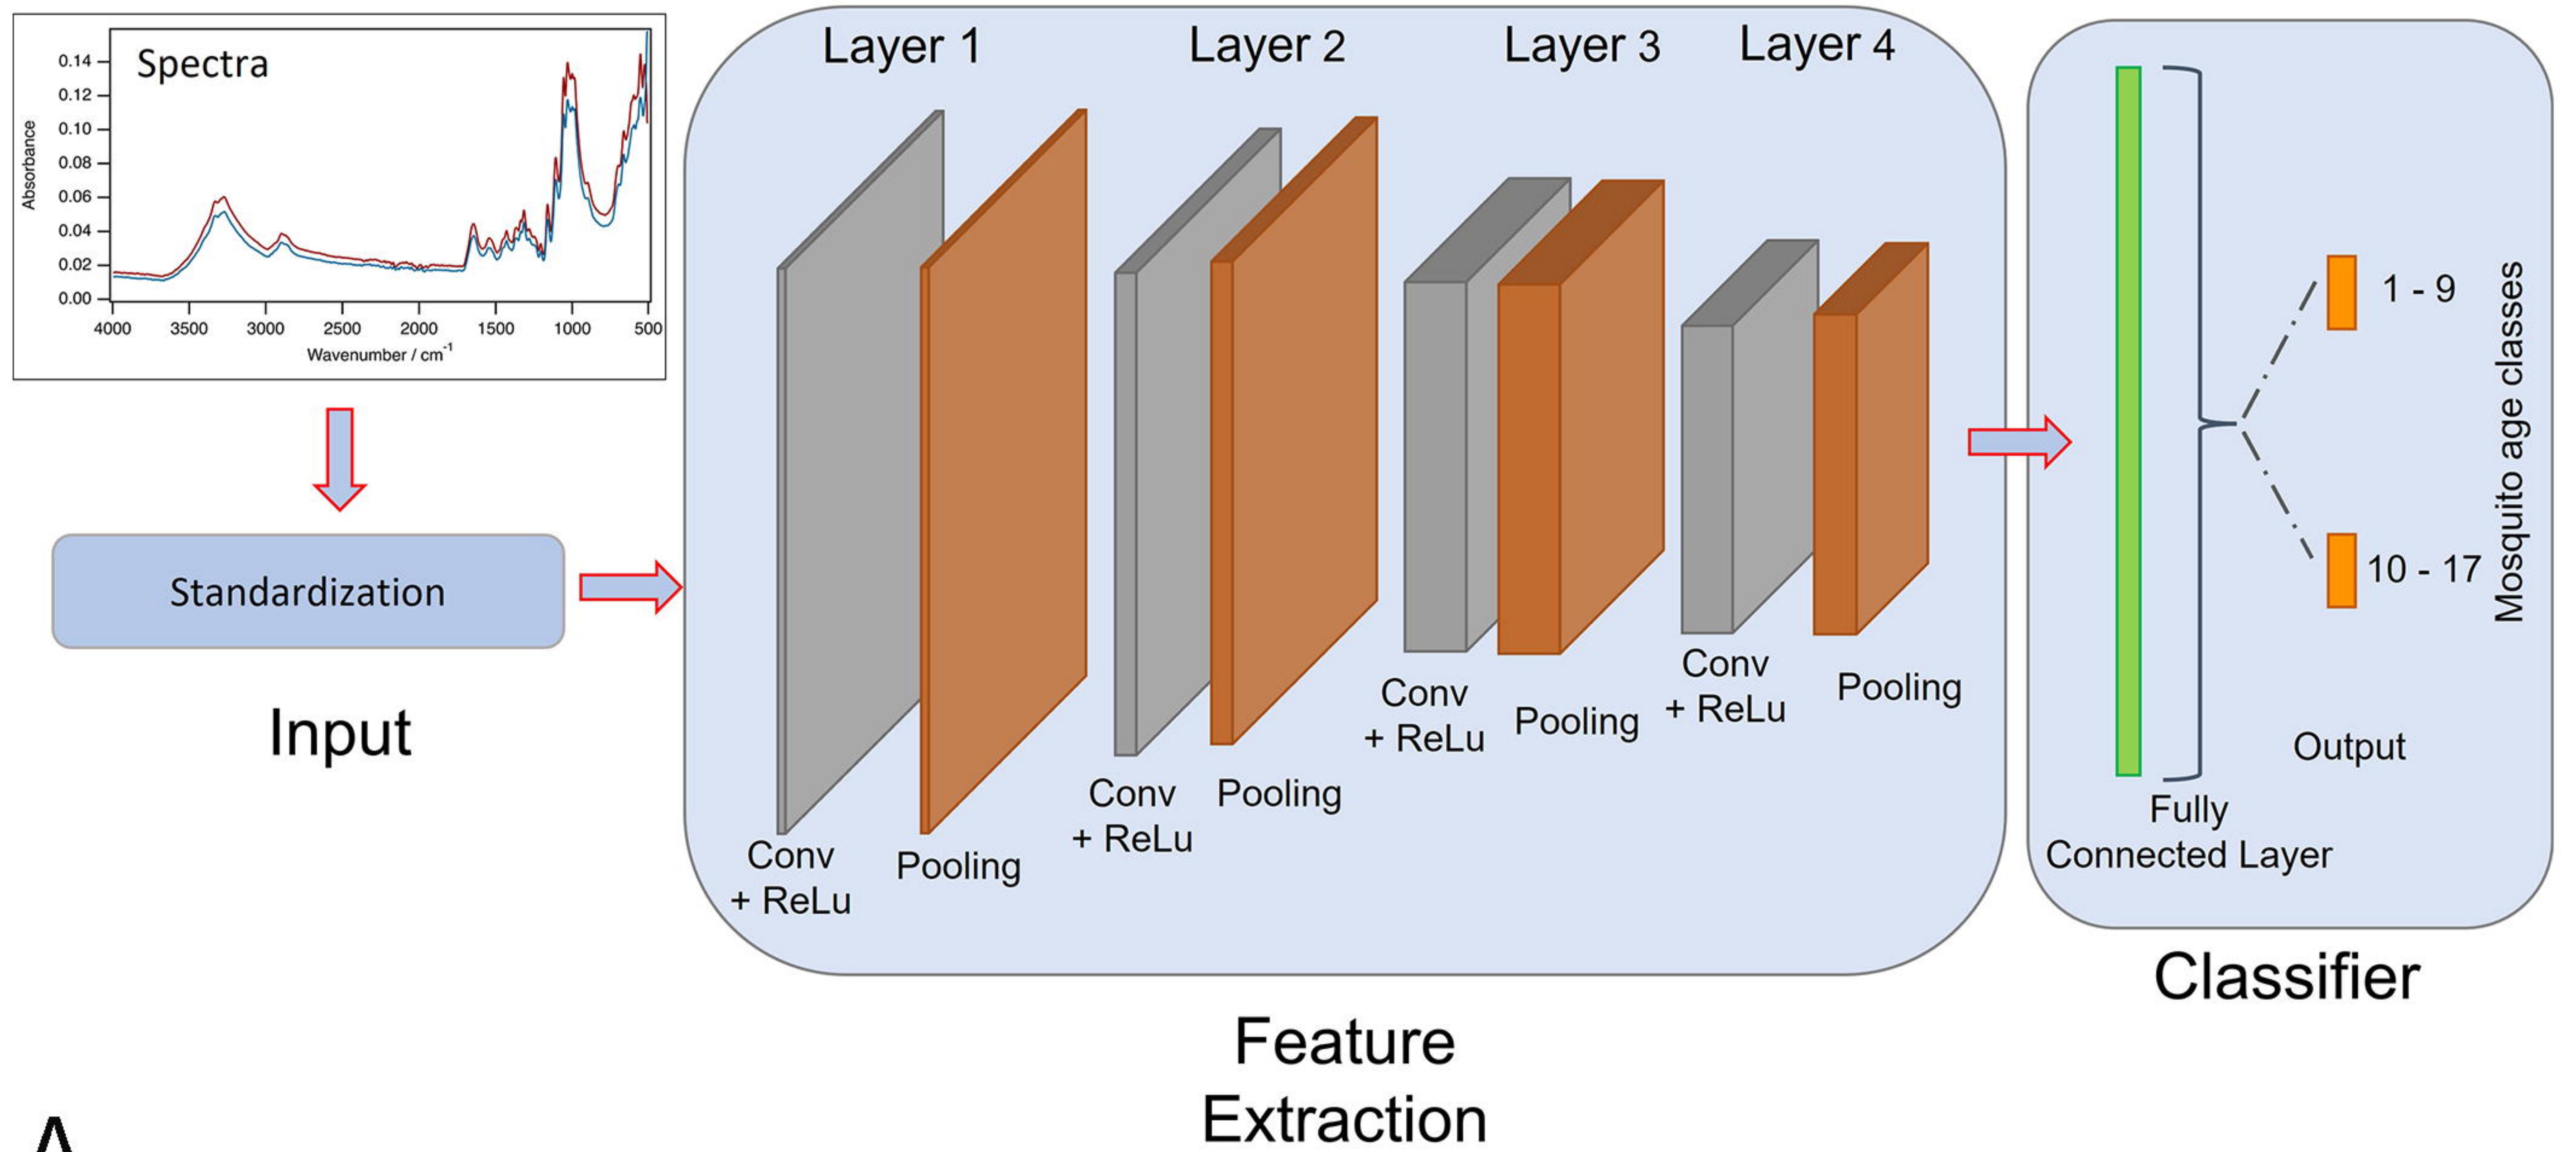 Spectra
Absorbance
0.14
0.12
0.10
0.08
0.06
0.04
0.02
0.00
4000 3500 3000 2500 2000 1500 1000 500
Wavenumber / cm-1
Standardization
Input
Layer 1 Layer 2 Layer 3 Layer 4
Conv
+ ReLu
Pooling
Conv
+ ReLu
Pooling
Conv
+ ReLu
Pooling
Conv
+ ReLu
Pooling
Feature
Extraction
Fully
Connected Layer
1 - 9
10 - 17
Mosquito age classes
Output
Classifier